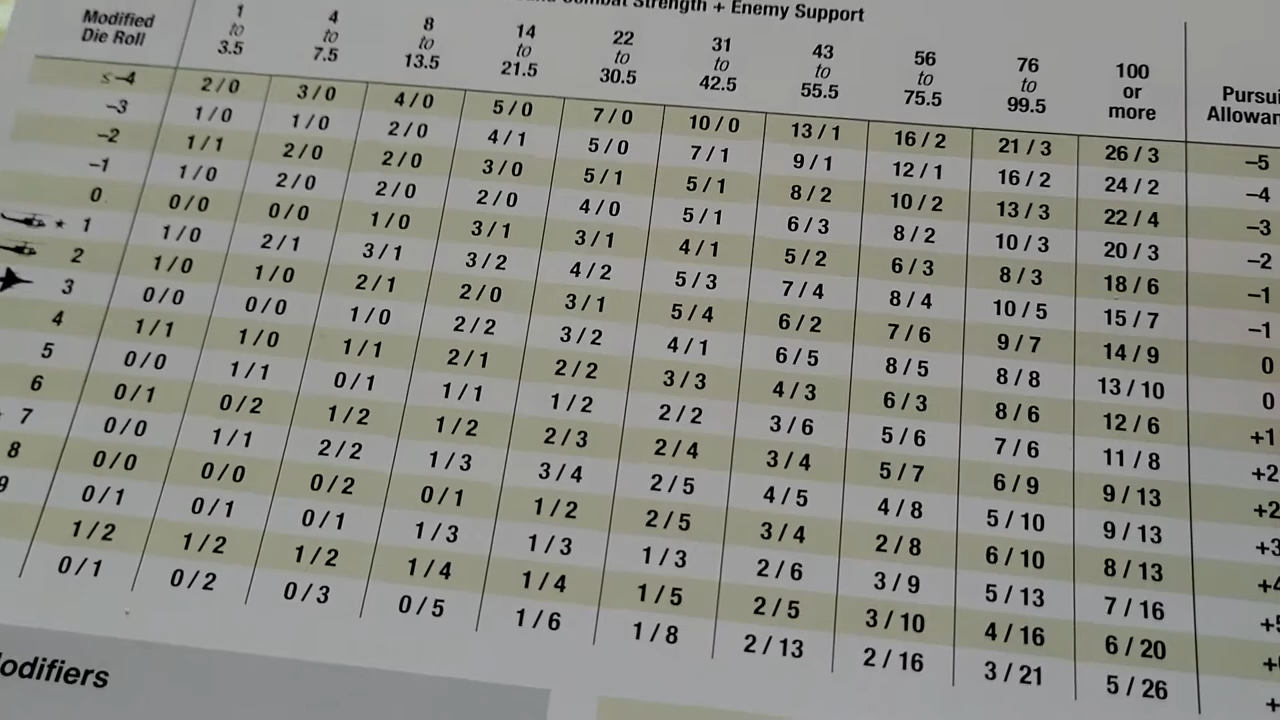 Combat Strength + Enemy Support
Modified Die Roll 1 to 3.5 4 to 7.5 8 to 13.5 14 to 21.5 22 to 30.5 31 to 42.5 43 to 55.5 56 to 75.5 76 to 99.5 100 or more
≤–4 2 / 0 3 / 0 4 / 0 5 / 0 7 / 0 10 / 0 13 / 1 16 / 2 21 / 3 26 / 3 –5
–3 1 / 0 1 / 0 2 / 0 4 / 1 5 / 0 7 / 1 9 / 1 12 / 1 16 / 2 24 / 2 –4
–2 1 / 1 2 / 0 2 / 0 3 / 0 5 / 1 5 / 1 8 / 2 10 / 2 13 / 3 22 / 4 –3
–1 1 / 0 2 / 0 2 / 0 2 / 0 4 / 0 5 / 1 6 / 3 8 / 2 10 / 3 20 / 3 –2
0 0 / 0 0 / 0 1 / 0 3 / 1 3 / 1 4 / 1 5 / 2 6 / 3 8 / 3 18 / 6 –1
★ 1 1 / 0 2 / 1 3 / 1 3 / 2 4 / 2 5 / 3 7 / 4 8 / 4 10 / 5 15 / 7 –1
2 1 / 0 1 / 0 2 / 1 2 / 0 3 / 1 5 / 4 6 / 2 7 / 6 9 / 7 14 / 9 0
3 0 / 0 0 / 0 1 / 0 2 / 2 3 / 2 4 / 1 6 / 5 8 / 5 8 / 8 13 / 10 0
4 1 / 1 1 / 0 1 / 1 2 / 1 2 / 2 3 / 3 4 / 3 6 / 3 8 / 6 12 / 6 +1
5 0 / 0 1 / 1 0 / 1 1 / 1 1 / 2 2 / 2 3 / 6 5 / 6 7 / 6 11 / 8 +2
6 0 / 1 0 / 2 1 / 2 1 / 2 2 / 3 2 / 4 3 / 4 5 / 7 6 / 9 9 / 13 +2
7 0 / 0 1 / 1 2 / 2 1 / 3 3 / 4 2 / 5 4 / 5 4 / 8 5 / 10 9 / 13 +3
8 0 / 0 0 / 0 0 / 2 0 / 1 1 / 2 2 / 5 3 / 4 2 / 8 6 / 10 8 / 13 +4
9 0 / 1 0 / 1 0 / 1 1 / 3 1 / 3 1 / 3 2 / 6 3 / 9 5 / 13 7 / 16
1 / 2 1 / 2 1 / 2 1 / 4 1 / 4 1 / 5 2 / 5 3 / 10 4 / 16 6 / 20
0 / 1 0 / 2 0 / 3 0 / 5 1 / 6 1 / 8 2 / 13 2 / 16 3 / 21 5 / 26